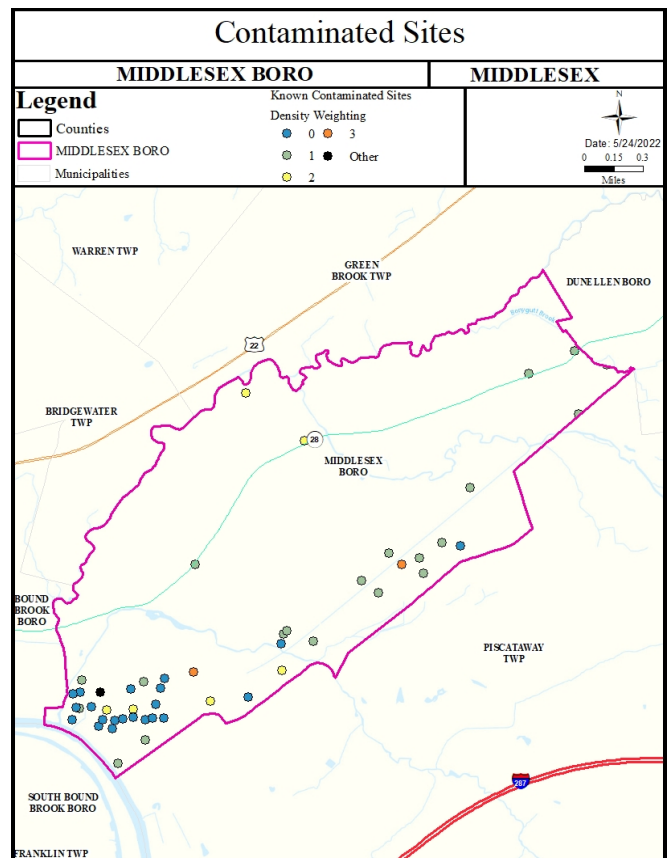 Contaminated Sites
MIDDLESEX BORO
MIDDLESEX
Legend
Counties
MIDDLESEX BORO
Municipalities
Known Contaminated Sites
Density Weighting
0
3
1
Other
2
N
Date: 5/24/2022
0 0.15 0.3
Miles
WARREN TWP
GREEN
BROOK TWP
DUNELLEN BORO
Bonygutt Brook
22
BRIDGEWATER
TWP
28
MIDDLESEX
BORO
BOUND
BROOK
BORO
PISCATAWAY
TWP
287
SOUTH BOUND
BROOK BORO
FRANKLIN TWP